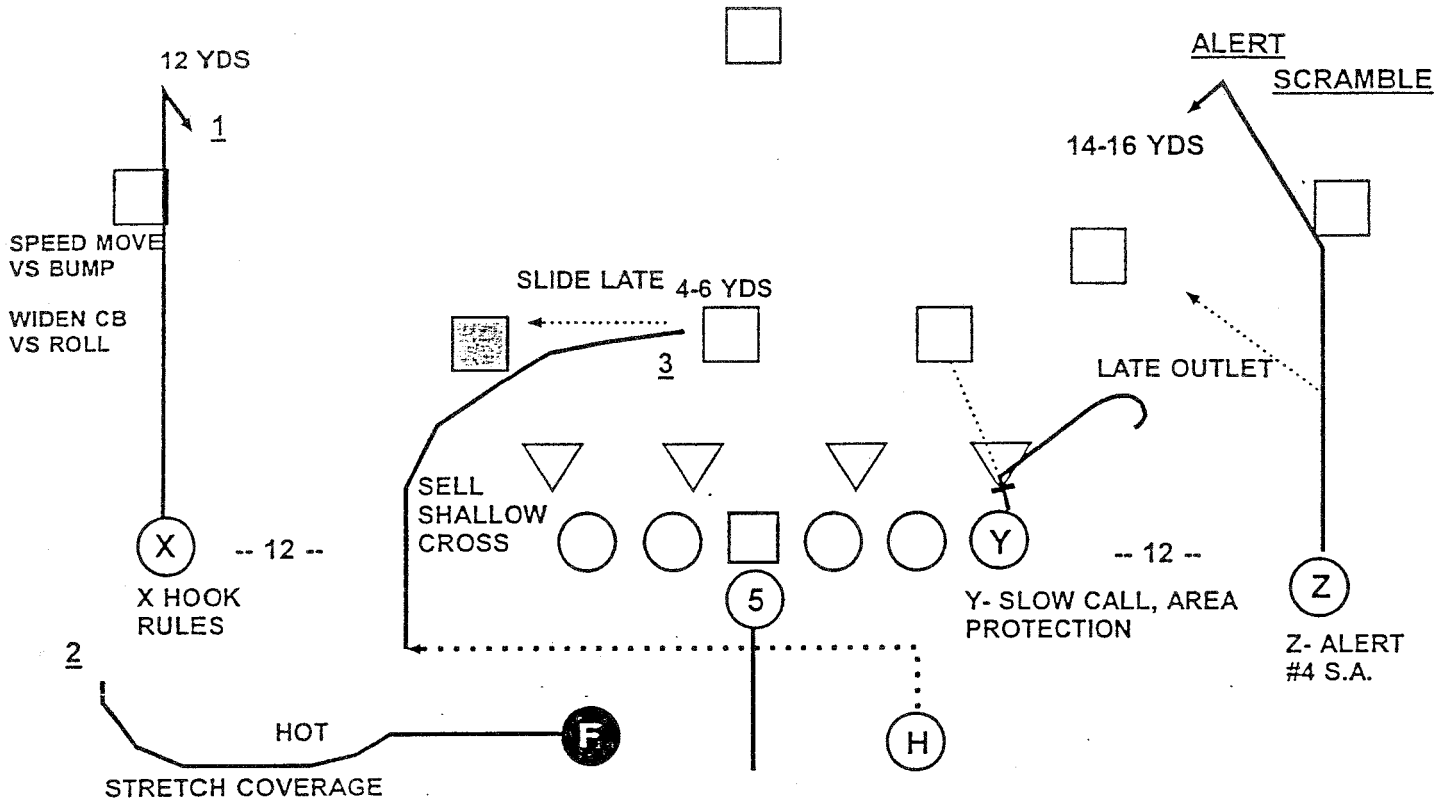 12 YDS
1
ALERT
SCRAMBLE
14-16 YDS
SPEED MOVE
VS BUMP
WIDEN CB
VS ROLL
SLIDE LATE
4-6 YDS
3
LATE OUTLET
SELL
SHALLOW
CROSS
X
-- 12 --
Y
-- 12 --
Z
5
X HOOK
RULES
Y- SLOW CALL, AREA
PROTECTION
Z- ALERT
#4 S.A.
2
HOT
F
H
STRETCH COVERAGE